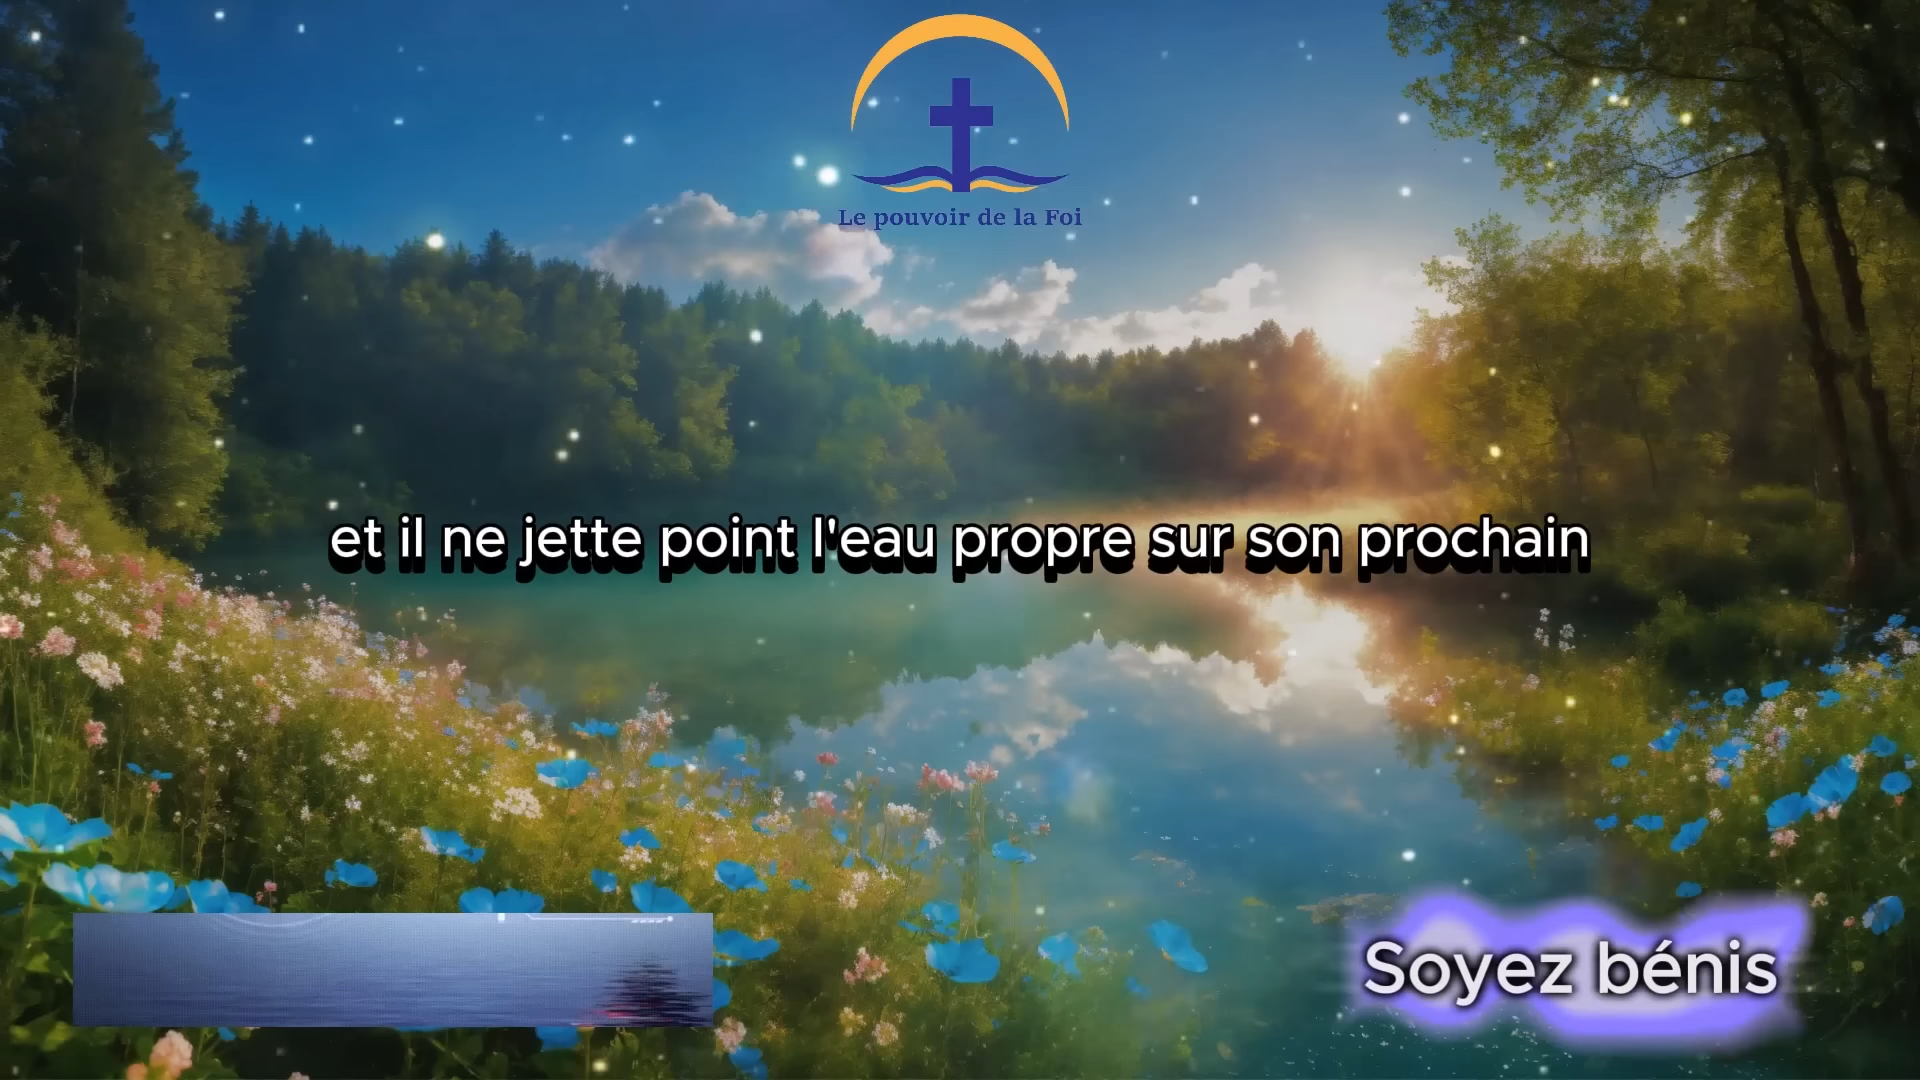 Le pouvoir de la Foi
et il ne jette point l'eau propre sur son prochain
Soyez bénis